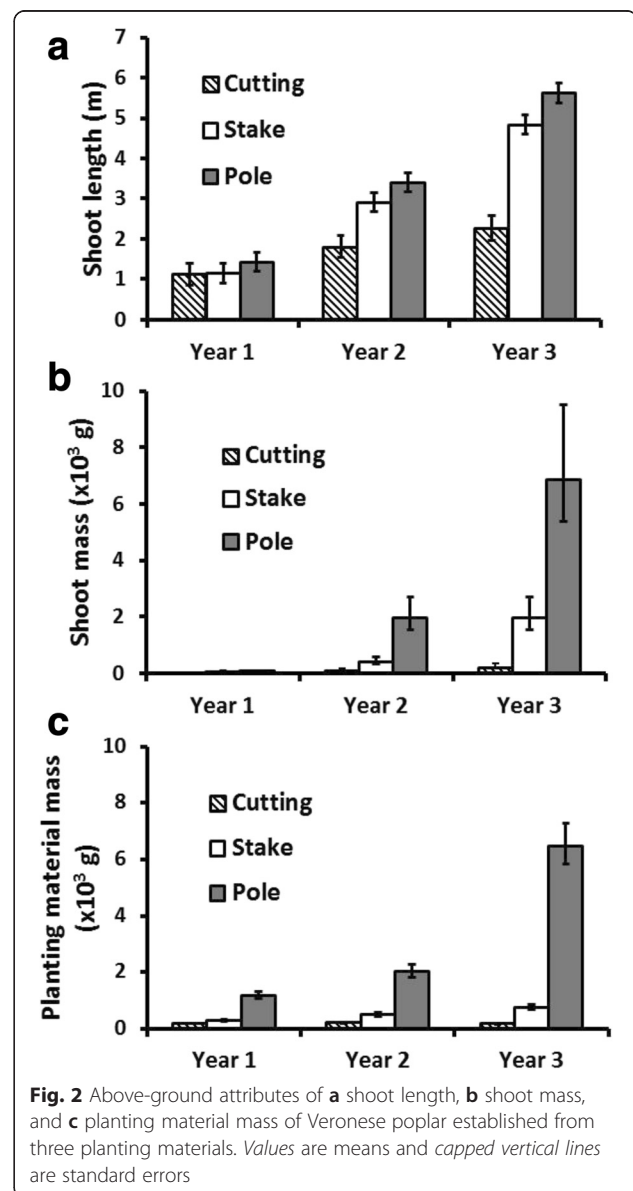 a
Shoot length (m)
7
6
5
4
3
2
1
0
Cutting
Stake
Pole
Year 1 Year 2 Year 3
b
Shoot mass (x10³ g)
10
8
6
4
2
0
Cutting
Stake
Pole
Year 1 Year 2 Year 3
c
Planting material mass
(x10³ g)
10
8
6
4
2
0
Cutting
Stake
Pole
Year 1 Year 2 Year 3
Fig. 2 Above-ground attributes of a shoot length, b shoot mass,
and c planting material mass of Veronese poplar established from
three planting materials. Values are means and capped vertical lines
are standard errors